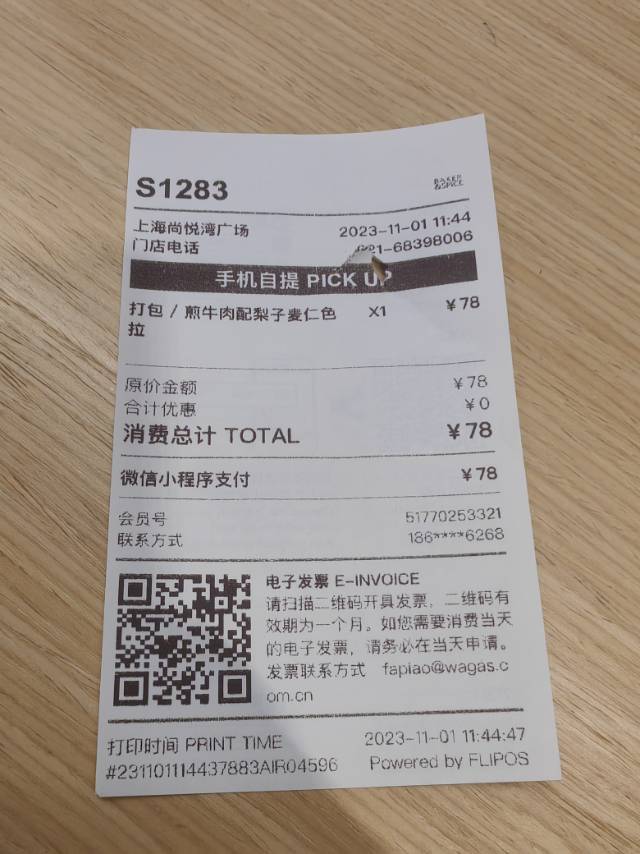 S1283
BAKER
&SPICE
上海尚悦湾广场 2023-11-01 11:44
门店电话 021-68398006
手机自提 PICK UP
打包 / 煎牛肉配梨子麦仁色 X1 ¥78
拉
原价金额 ¥78
合计优惠 ¥0
消费总计 TOTAL ¥78
微信小程序支付 ¥78
会员号 51770253321
联系方式 186****6268
电子发票 E-INVOICE
请扫描二维码开具发票，二维码有
效期为一个月。如您需要消费当天
的电子发票，请务必在当天申请。
发票联系方式 fapiao@wagas.c
om.cn
打印时间 PRINT TIME 2023-11-01 11:44:47
#231101114437883AIR04596 Powered by FLIPOS